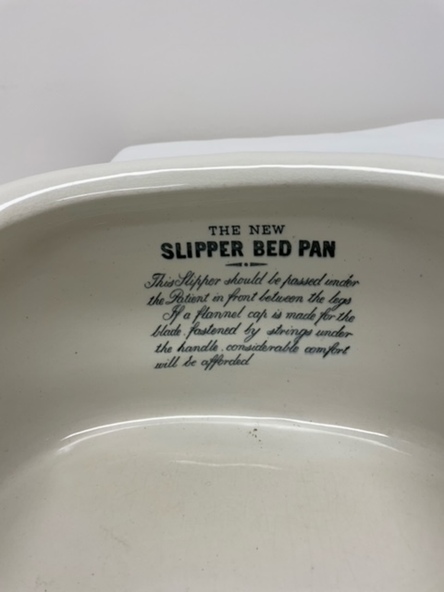 THE NEW
SLIPPER BED PAN
This Slipper should be passed under
the Patient in front between the legs
If a flannel cap is made for the
blade, fastened by strings under
the handle, considerable comfort
will be afforded